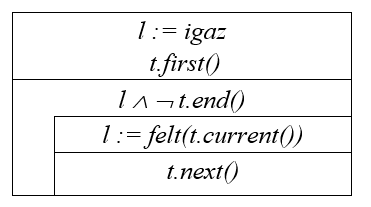 l := igaz
t.first()
l ∧ ¬ t.end()
l := felt(t.current())
t.next()